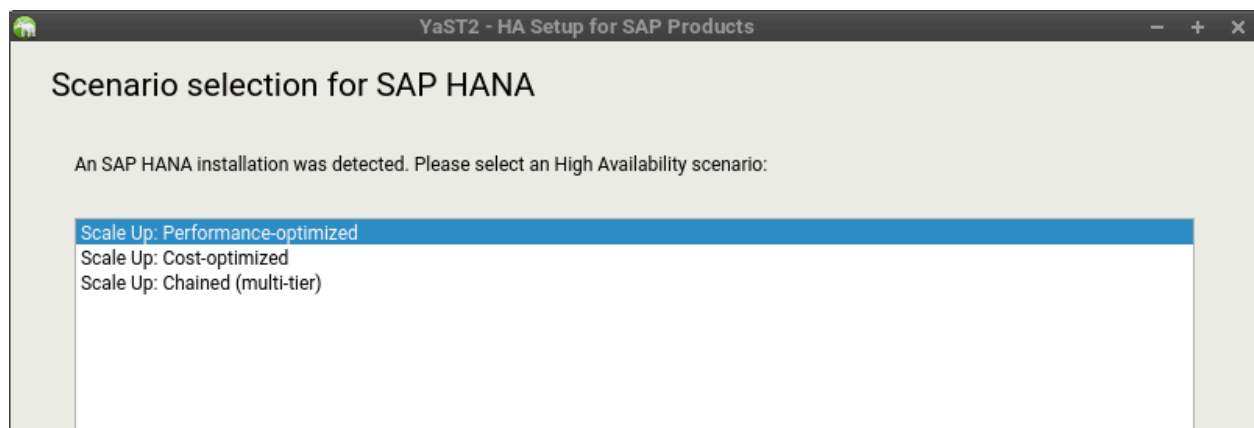 YaST2 - HA Setup for SAP Products
Scenario selection for SAP HANA
An SAP HANA installation was detected. Please select an High Availability scenario:
Scale Up: Performance-optimized
Scale Up: Cost-optimized
Scale Up: Chained (multi-tier)